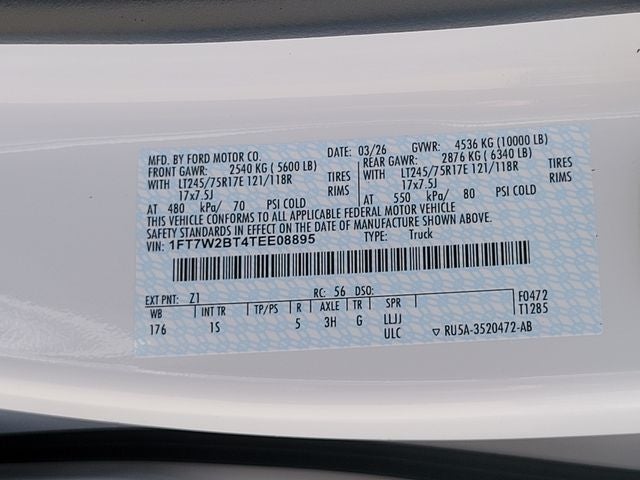 MFD. BY FORD MOTOR CO. DATE: 03/26 GVWR: 4536 KG (10000 LB)
FRONT GAWR: 2540 KG (5600 LB) REAR GAWR: 2876 KG (6340 LB)
WITH LT245/75R17E 121/118R TIRES WITH LT245/75R17E 121/118R TIRES
17x7.5J RIMS 17x7.5J RIMS
AT 480 kPa/ 70 PSI COLD AT 550 kPa/ 80 PSI COLD
THIS VEHICLE CONFORMS TO ALL APPLICABLE FEDERAL MOTOR VEHICLE
SAFETY STANDARDS IN EFFECT ON THE DATE OF MANUFACTURE SHOWN ABOVE.
VIN: 1FT7W2BT4TEE08895 TYPE: Truck
EXT PNT: Z1 RC: 56 DSO: F0472
WB INT TR TP/PS R AXLE TR SPR T1285
176 1S 5 3H G LLJJ
ULC ▽ RU5A-3520472-AB